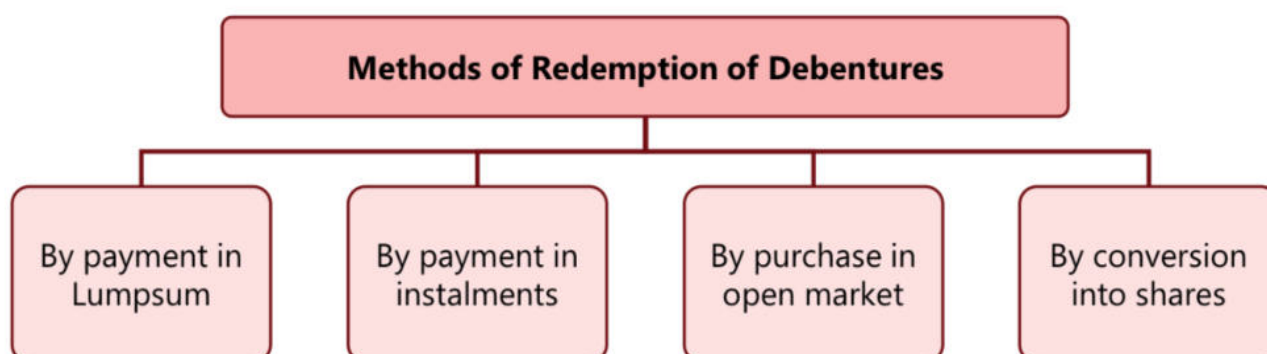 Methods of Redemption of Debentures
By payment in
Lumpsum
By payment in
instalments
By purchase in
open market
By conversion
into shares